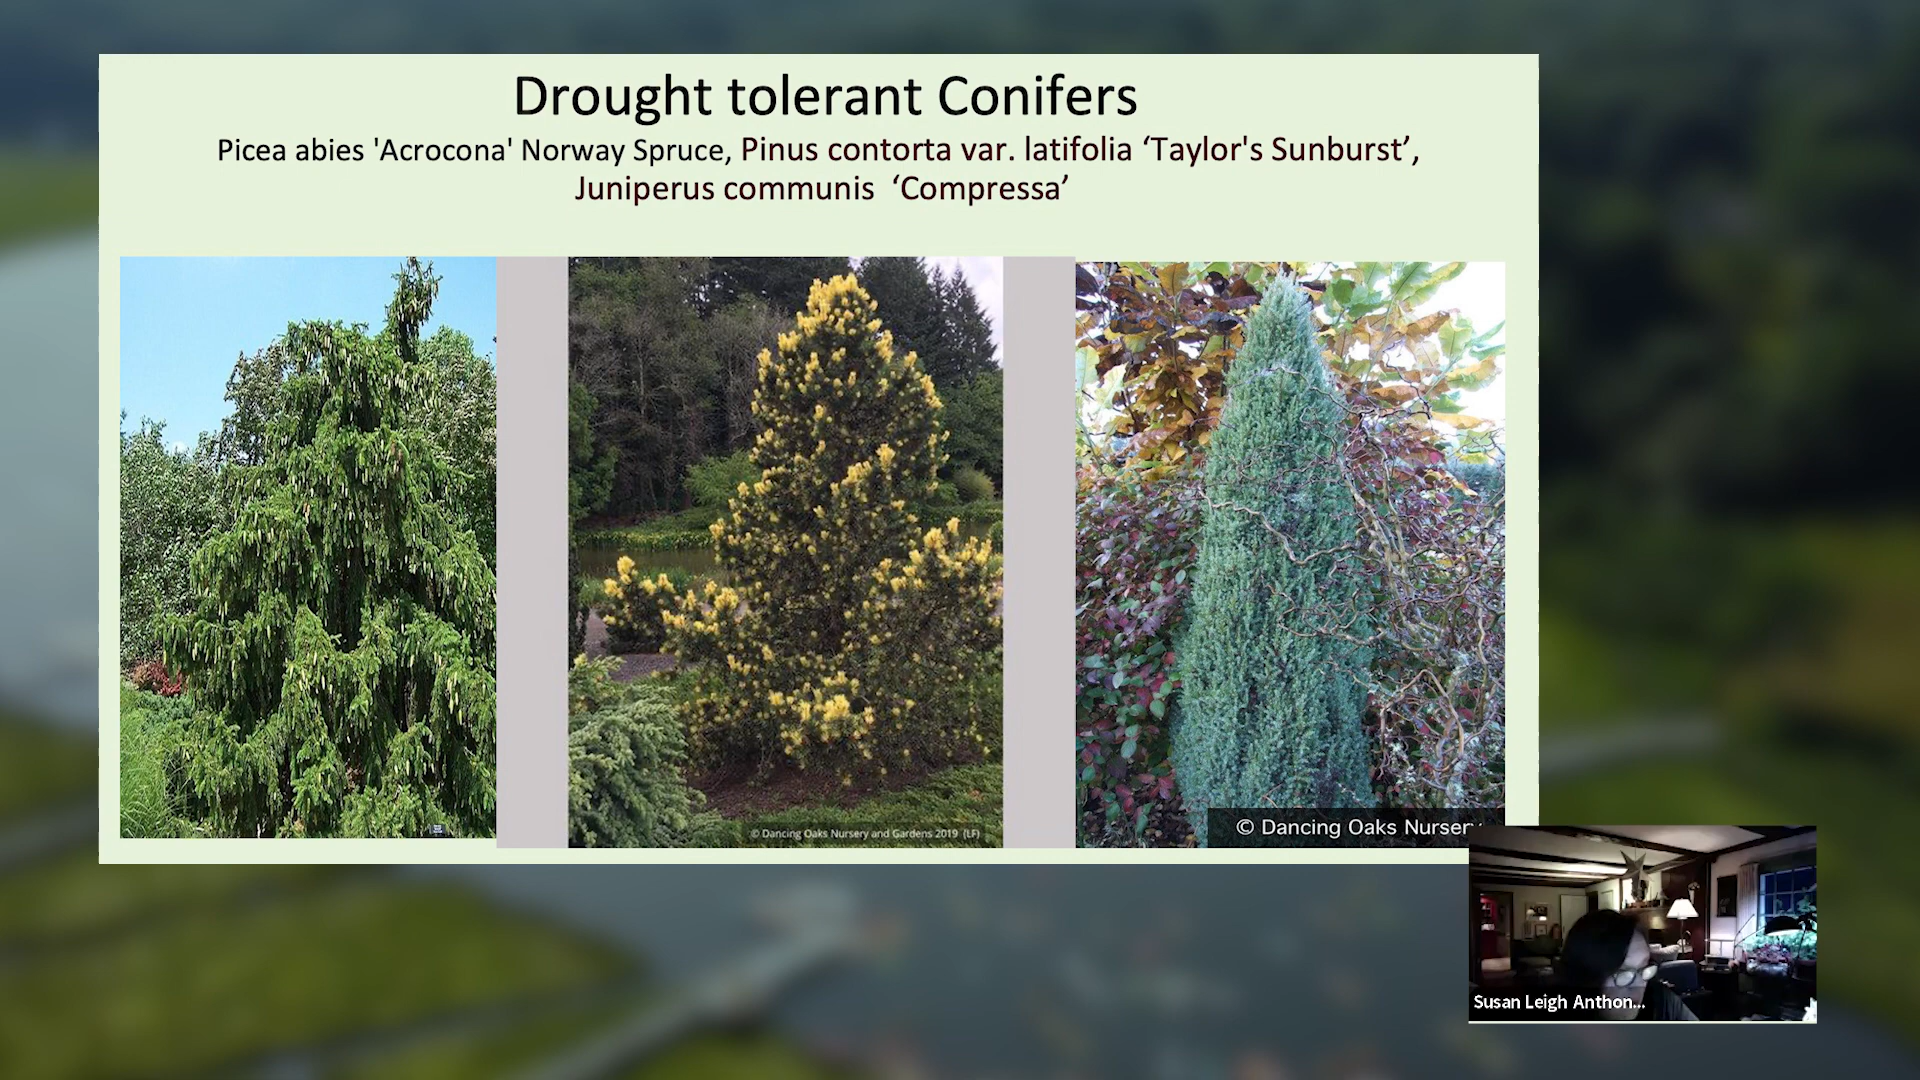 Drought tolerant Conifers
Picea abies 'Acrocona' Norway Spruce, Pinus contorta var. latifolia ‘Taylor's Sunburst’,
Juniperus communis ‘Compressa’
© Dancing Oaks Nursery and Gardens 2019 (LF)
© Dancing Oaks Nursery
Susan Leigh Anthon...